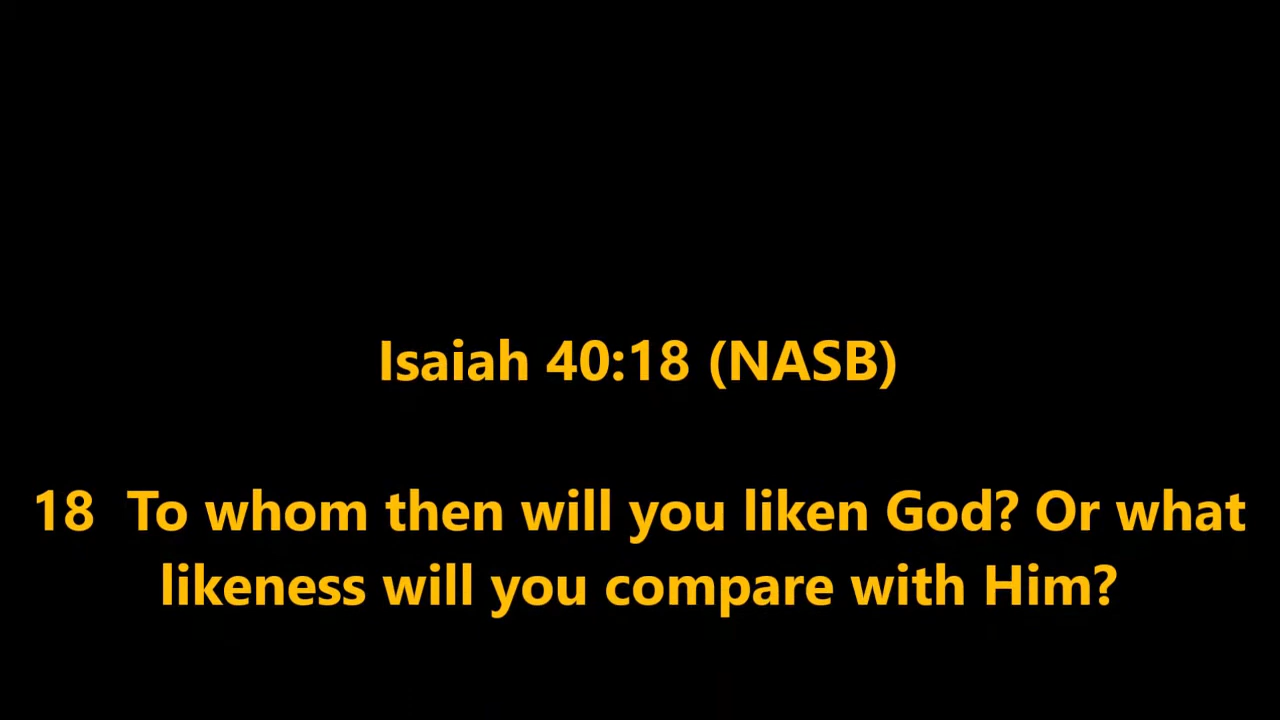 Isaiah 40:18 (NASB)
18 To whom then will you liken God? Or what
likeness will you compare with Him?